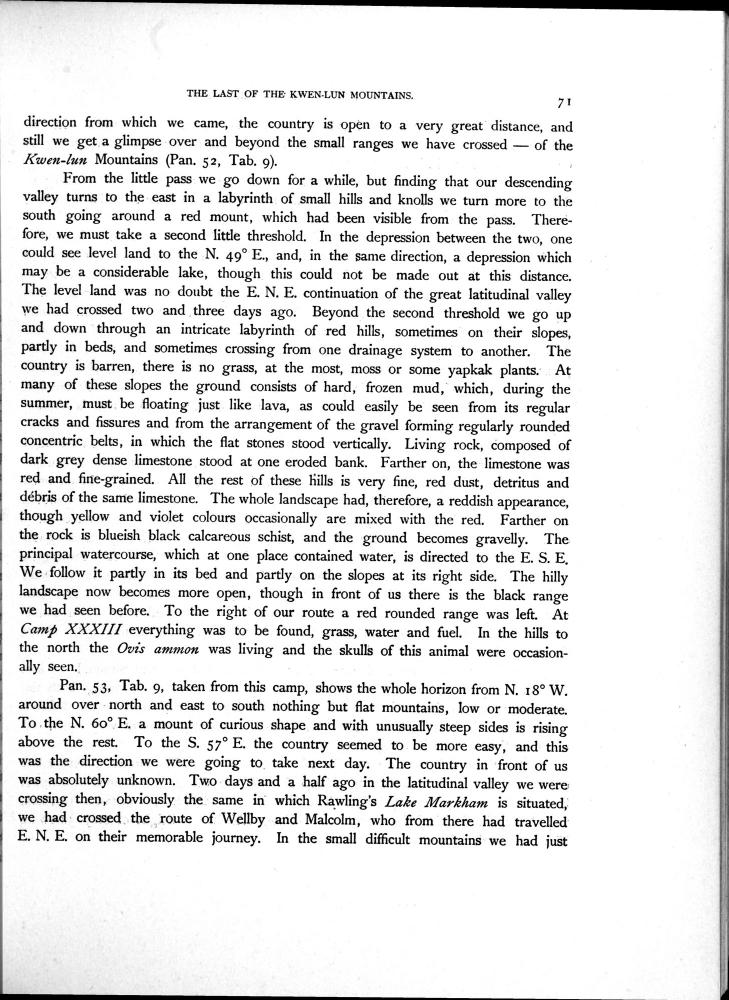 THE LAST OF THE KWEN-LUN MOUNTAINS.
71
direction from which we came, the country is open to a very great distance, and
still we get a glimpse over and beyond the small ranges we have crossed — of the
Kwen-lun Mountains (Pan. 52, Tab. 9).
From the little pass we go down for a while, but finding that our descending
valley turns to the east in a labyrinth of small hills and knolls we turn more to the
south going around a red mount, which had been visible from the pass. There-
fore, we must take a second little threshold. In the depression between the two, one
could see level land to the N. 49° E., and, in the same direction, a depression which
may be a considerable lake, though this could not be made out at this distance.
The level land was no doubt the E. N. E. continuation of the great latitudinal valley
we had crossed two and three days ago. Beyond the second threshold we go up
and down through an intricate labyrinth of red hills, sometimes on their slopes,
partly in beds, and sometimes crossing from one drainage system to another. The
country is barren, there is no grass, at the most, moss or some yapkak plants. At
many of these slopes the ground consists of hard, frozen mud, which, during the
summer, must be floating just like lava, as could easily be seen from its regular
cracks and fissures and from the arrangement of the gravel forming regularly rounded
concentric belts, in which the flat stones stood vertically. Living rock, composed of
dark grey dense limestone stood at one eroded bank. Farther on, the limestone was
red and fine-grained. All the rest of these hills is very fine, red dust, detritus and
débris of the same limestone. The whole landscape had, therefore, a reddish appearance,
though yellow and violet colours occasionally are mixed with the red. Farther on
the rock is blueish black calcareous schist, and the ground becomes gravelly. The
principal watercourse, which at one place contained water, is directed to the E. S. E.
We follow it partly in its bed and partly on the slopes at its right side. The hilly
landscape now becomes more open, though in front of us there is the black range
we had seen before. To the right of our route a red rounded range was left. At
Camp XXXIII everything was to be found, grass, water and fuel. In the hills to
the north the Ovis ammon was living and the skulls of this animal were occasion-
ally seen.
Pan. 53, Tab. 9, taken from this camp, shows the whole horizon from N. 18° W.
around over north and east to south nothing but flat mountains, low or moderate.
To the N. 60° E. a mount of curious shape and with unusually steep sides is rising
above the rest. To the S. 57° E. the country seemed to be more easy, and this
was the direction we were going to take next day. The country in front of us
was absolutely unknown. Two days and a half ago in the latitudinal valley we were
crossing then, obviously the same in which Rawling's Lake Markham is situated,
we had crossed the route of Wellby and Malcolm, who from there had travelled
E. N. E. on their memorable journey. In the small difficult mountains we had just